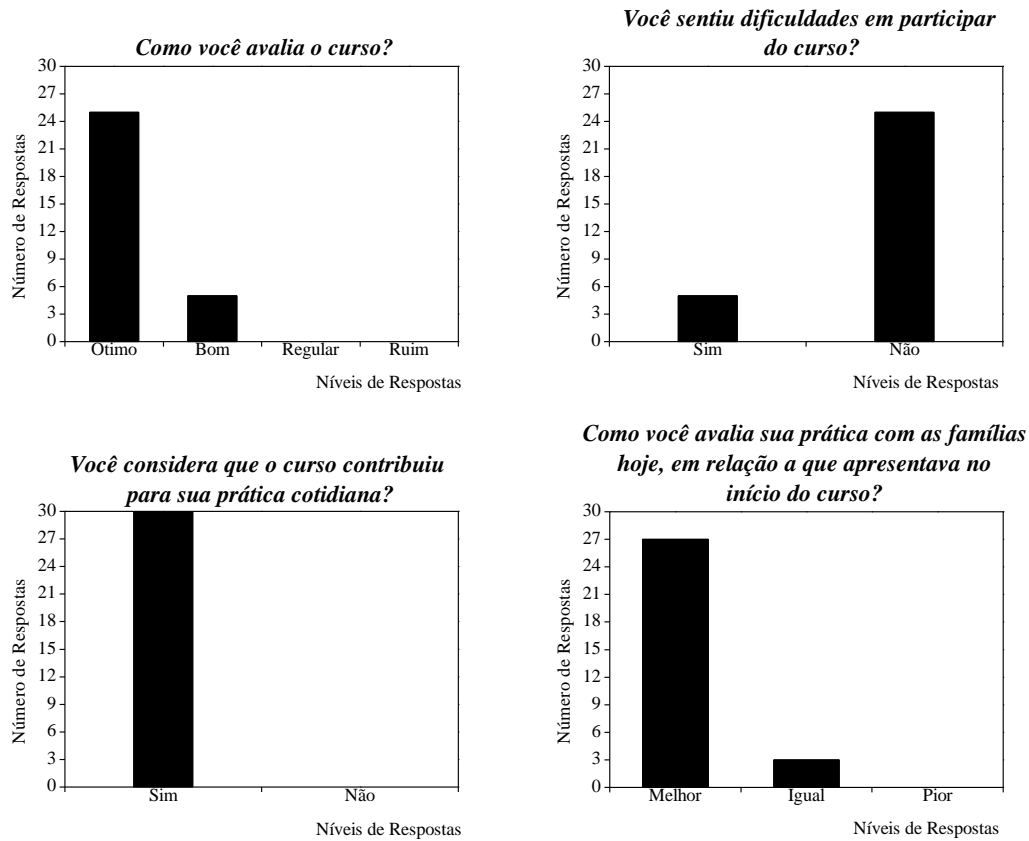 Como você avalia o curso?
30
27
24
21
18
15
12
9
6
3
0
Número de Respostas
Otimo Bom Regular Ruim
Níveis de Respostas
Você sentiu dificuldades em participar
do curso?
30
27
24
21
18
15
12
9
6
3
0
Número de Respostas
Sim Não
Níveis de Respostas
Você considera que o curso contribuiu
para sua prática cotidiana?
30
27
24
21
18
15
12
9
6
3
0
Número de Respostas
Sim Não
Níveis de Respostas
Como você avalia sua prática com as famílias
hoje, em relação a que apresentava no
início do curso?
30
27
24
21
18
15
12
9
6
3
0
Número de Respostas
Melhor Igual Pior
Níveis de Respostas